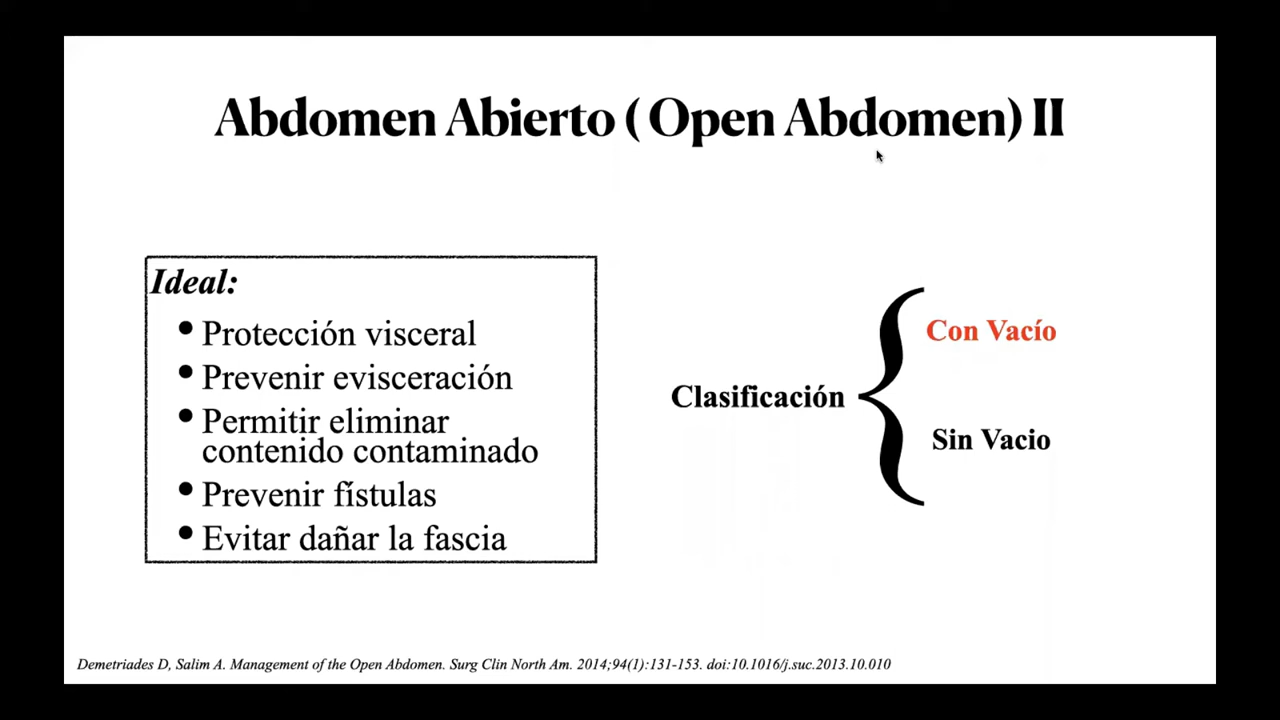 Abdomen Abierto ( Open Abdomen) II
Ideal:
• Protección visceral
• Prevenir evisceración
• Permitir eliminar
contenido contaminado
• Prevenir fístulas
• Evitar dañar la fascia
Clasificación
Con Vacío
Sin Vacio
Demetriades D, Salim A. Management of the Open Abdomen. Surg Clin North Am. 2014;94(1):131-153. doi:10.1016/j.suc.2013.10.010